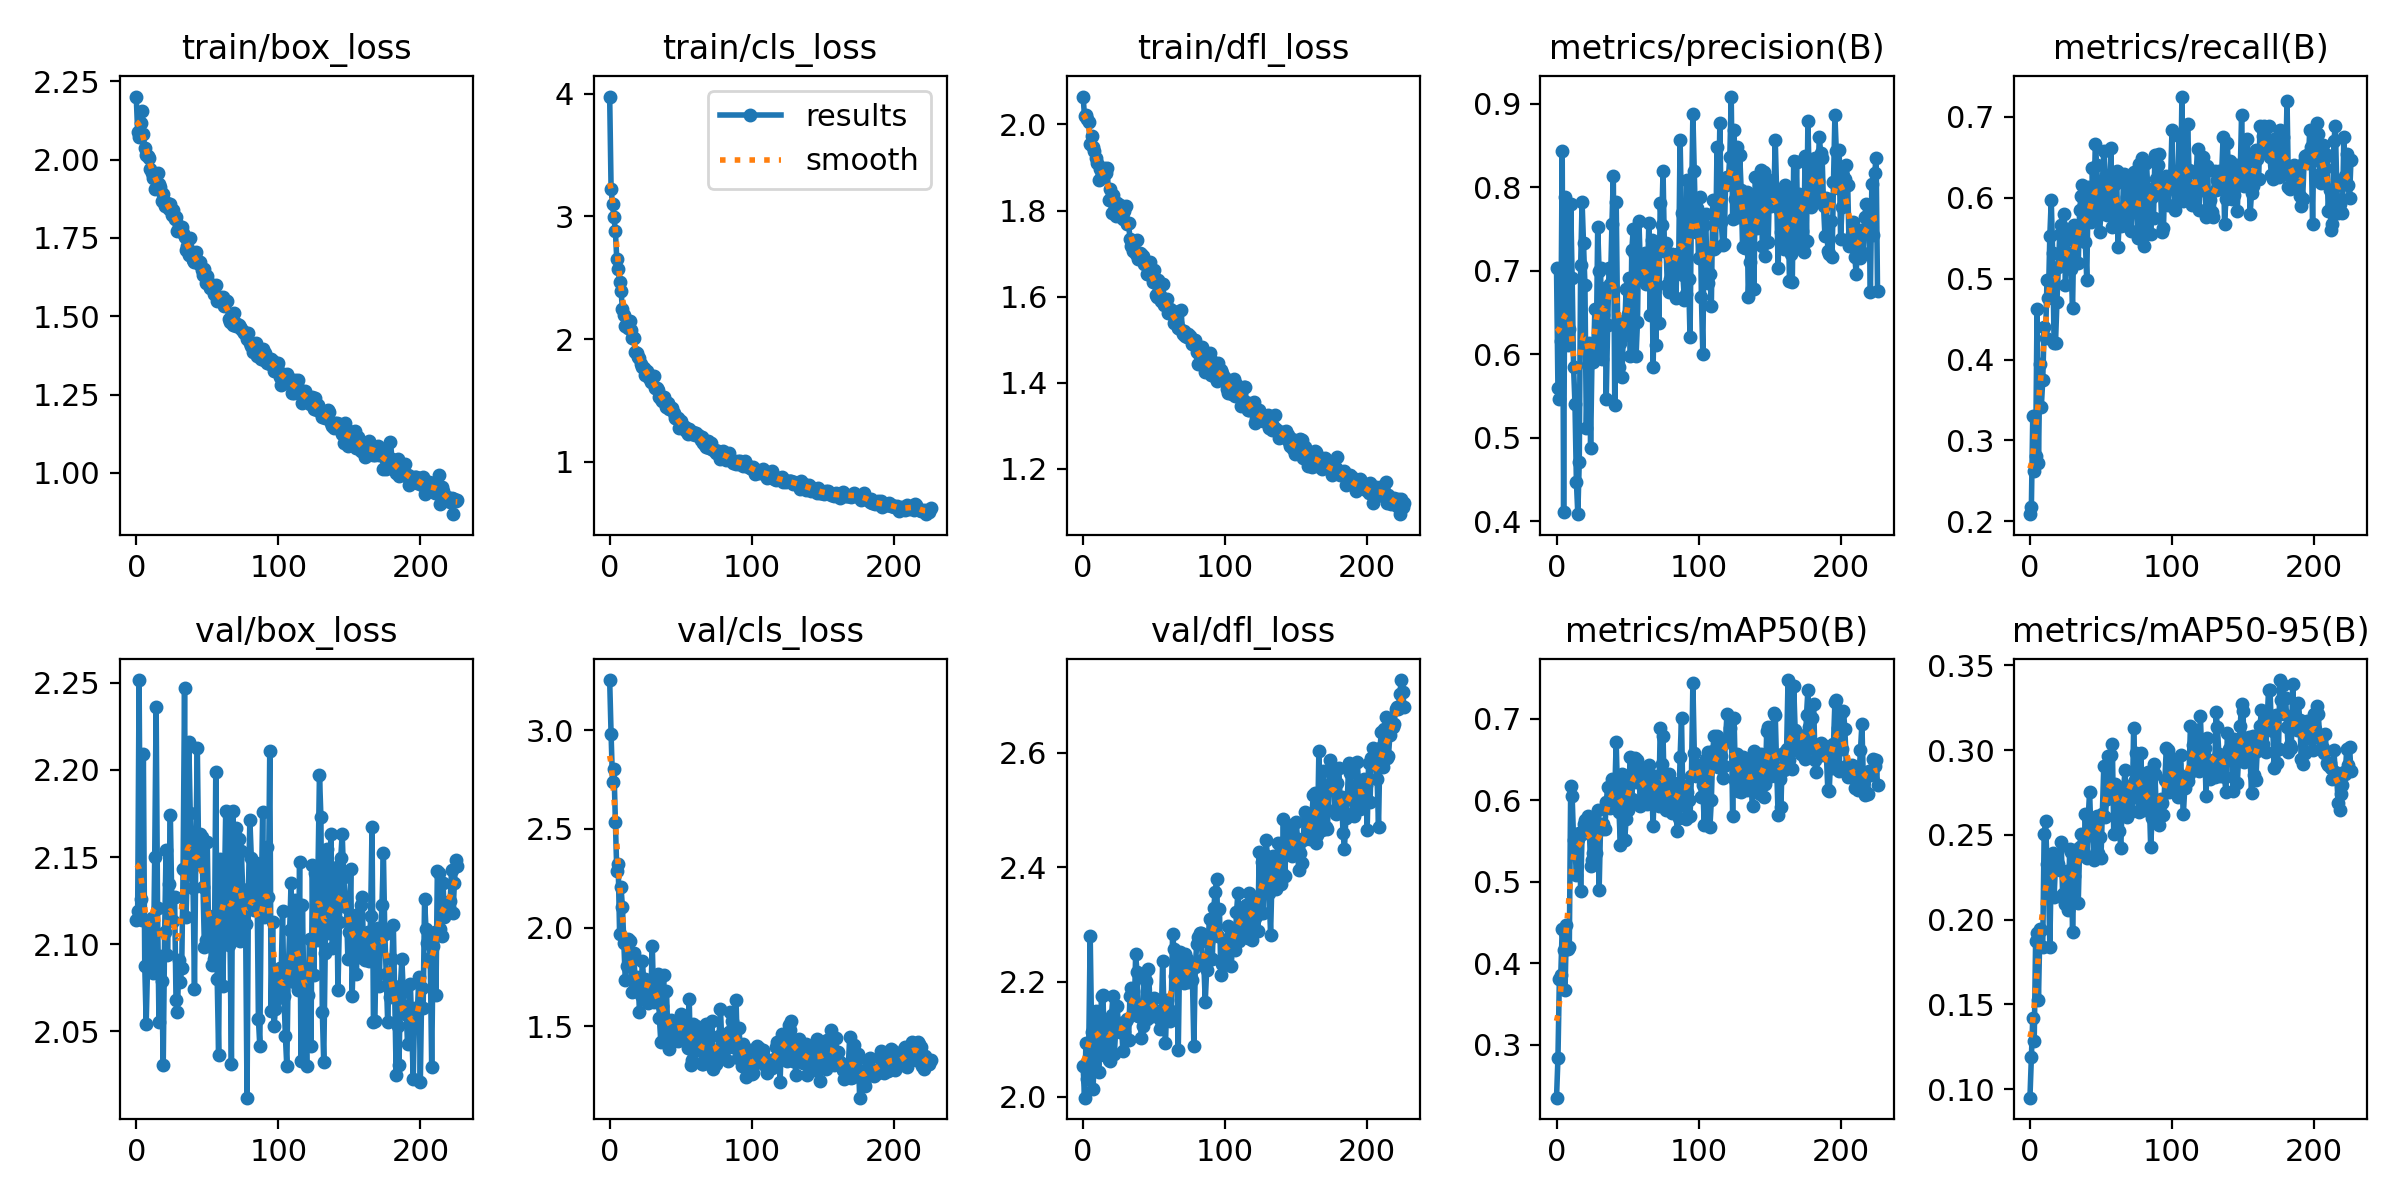 train/box_loss
2.25
2.00
1.75
1.50
1.25
1.00
0 100 200
train/cls_loss
results
smooth
4
3
2
1
0 100 200
train/dfl_loss
2.0
1.8
1.6
1.4
1.2
0 100 200
metrics/precision(B)
0.9
0.8
0.7
0.6
0.5
0.4
0 100 200
metrics/recall(B)
0.7
0.6
0.5
0.4
0.3
0.2
0 100 200
val/box_loss
2.25
2.20
2.15
2.10
2.05
0 100 200
val/cls_loss
3.0
2.5
2.0
1.5
0 100 200
val/dfl_loss
2.6
2.4
2.2
2.0
0 100 200
metrics/mAP50(B)
0.7
0.6
0.5
0.4
0.3
0 100 200
metrics/mAP50-95(B)
0.35
0.30
0.25
0.20
0.15
0.10
0 100 200